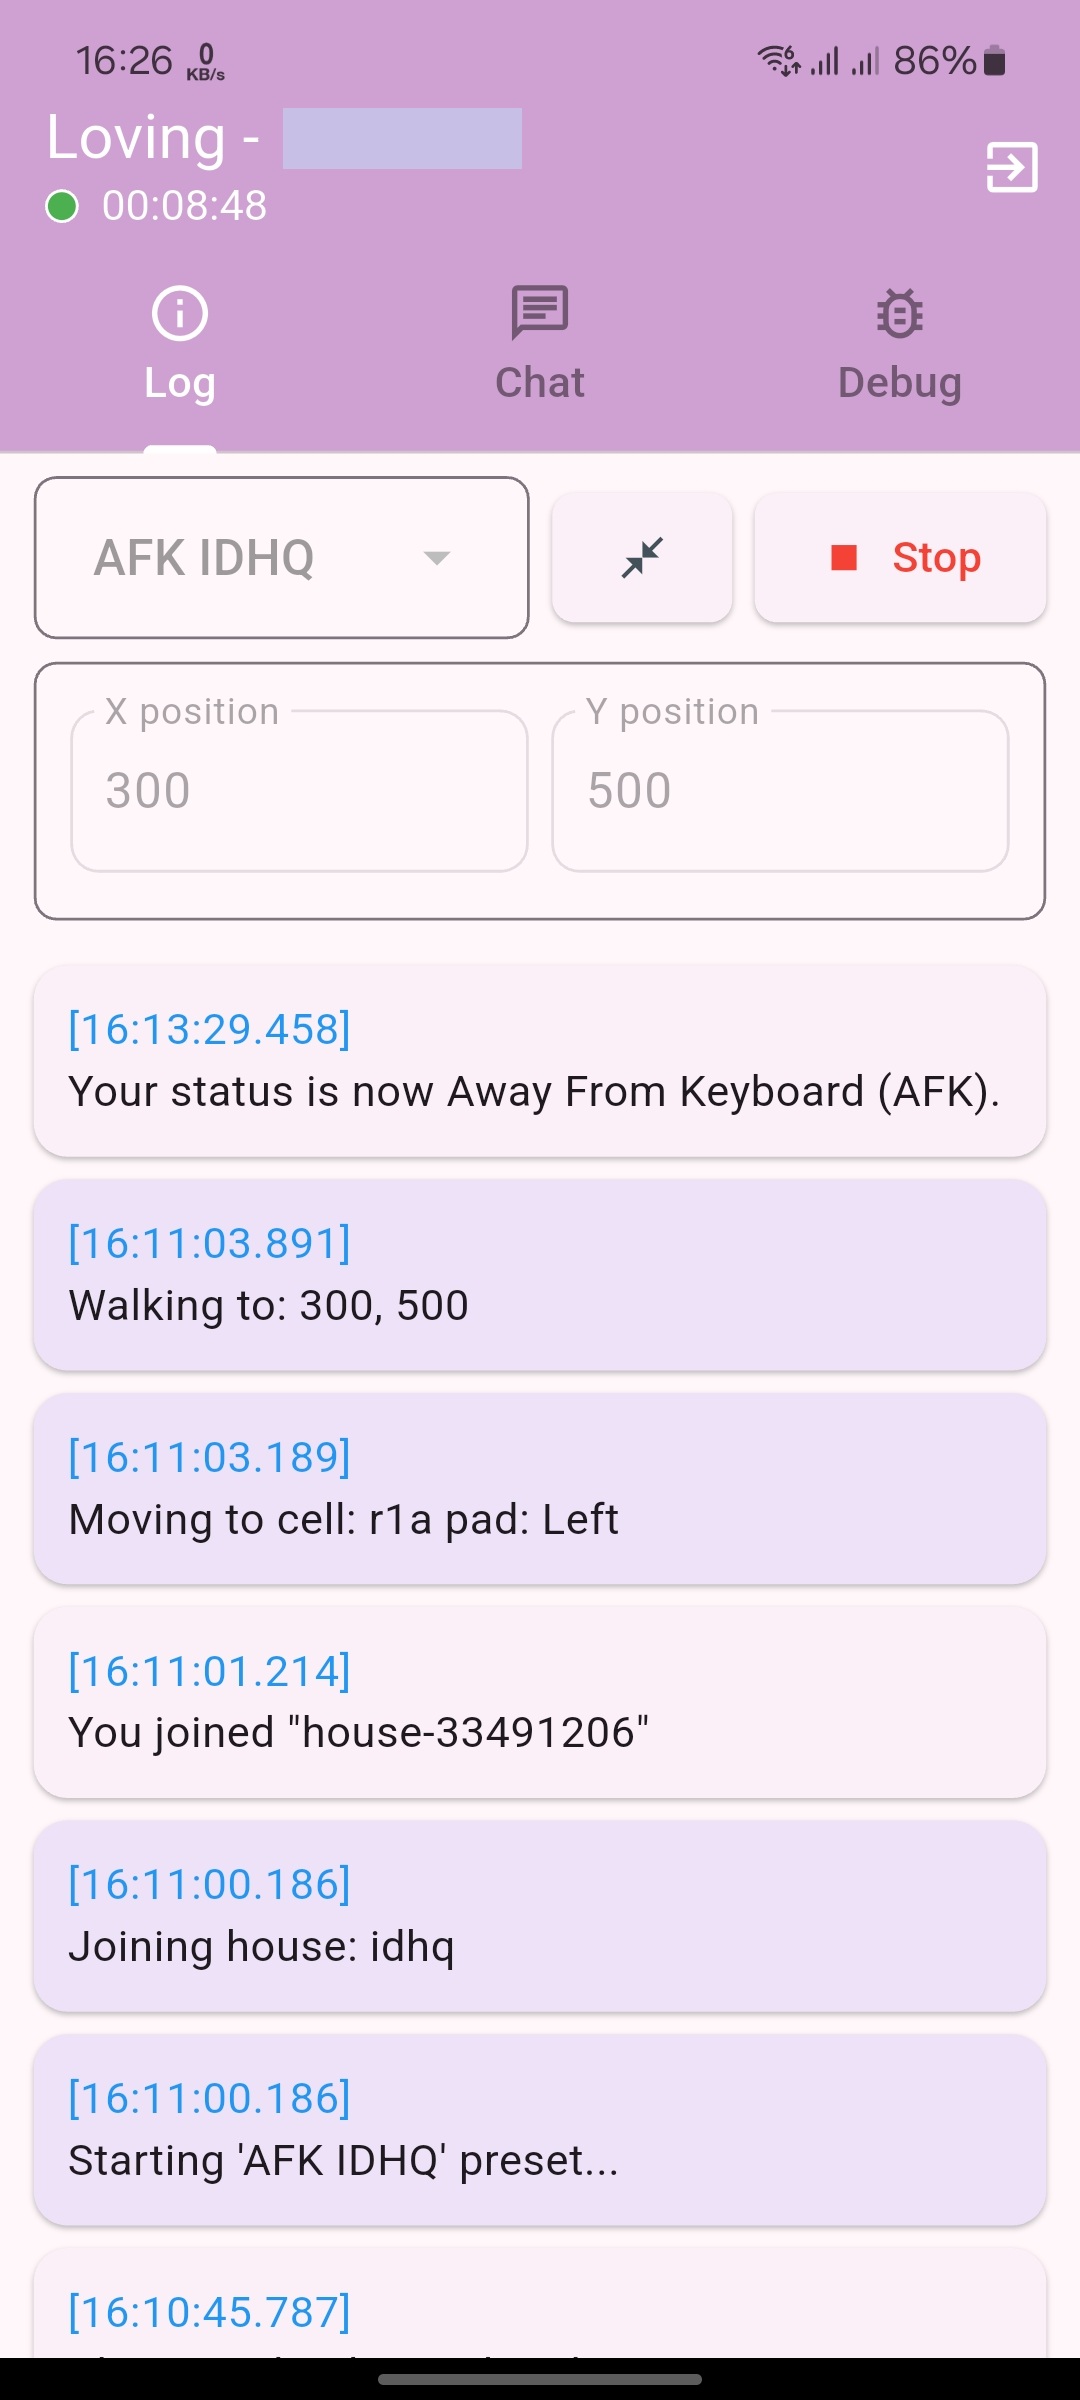 16:26 0 KB/s 6 86%
Loving -
00:08:48
Log Chat Debug
AFK IDHQ Stop
X position Y position
300 500
[16:13:29.458]
Your status is now Away From Keyboard (AFK).
[16:11:03.891]
Walking to: 300, 500
[16:11:03.189]
Moving to cell: r1a pad: Left
[16:11:01.214]
You joined "house-33491206"
[16:11:00.186]
Joining house: idhq
[16:11:00.186]
Starting 'AFK IDHQ' preset...
[16:10:45.787]